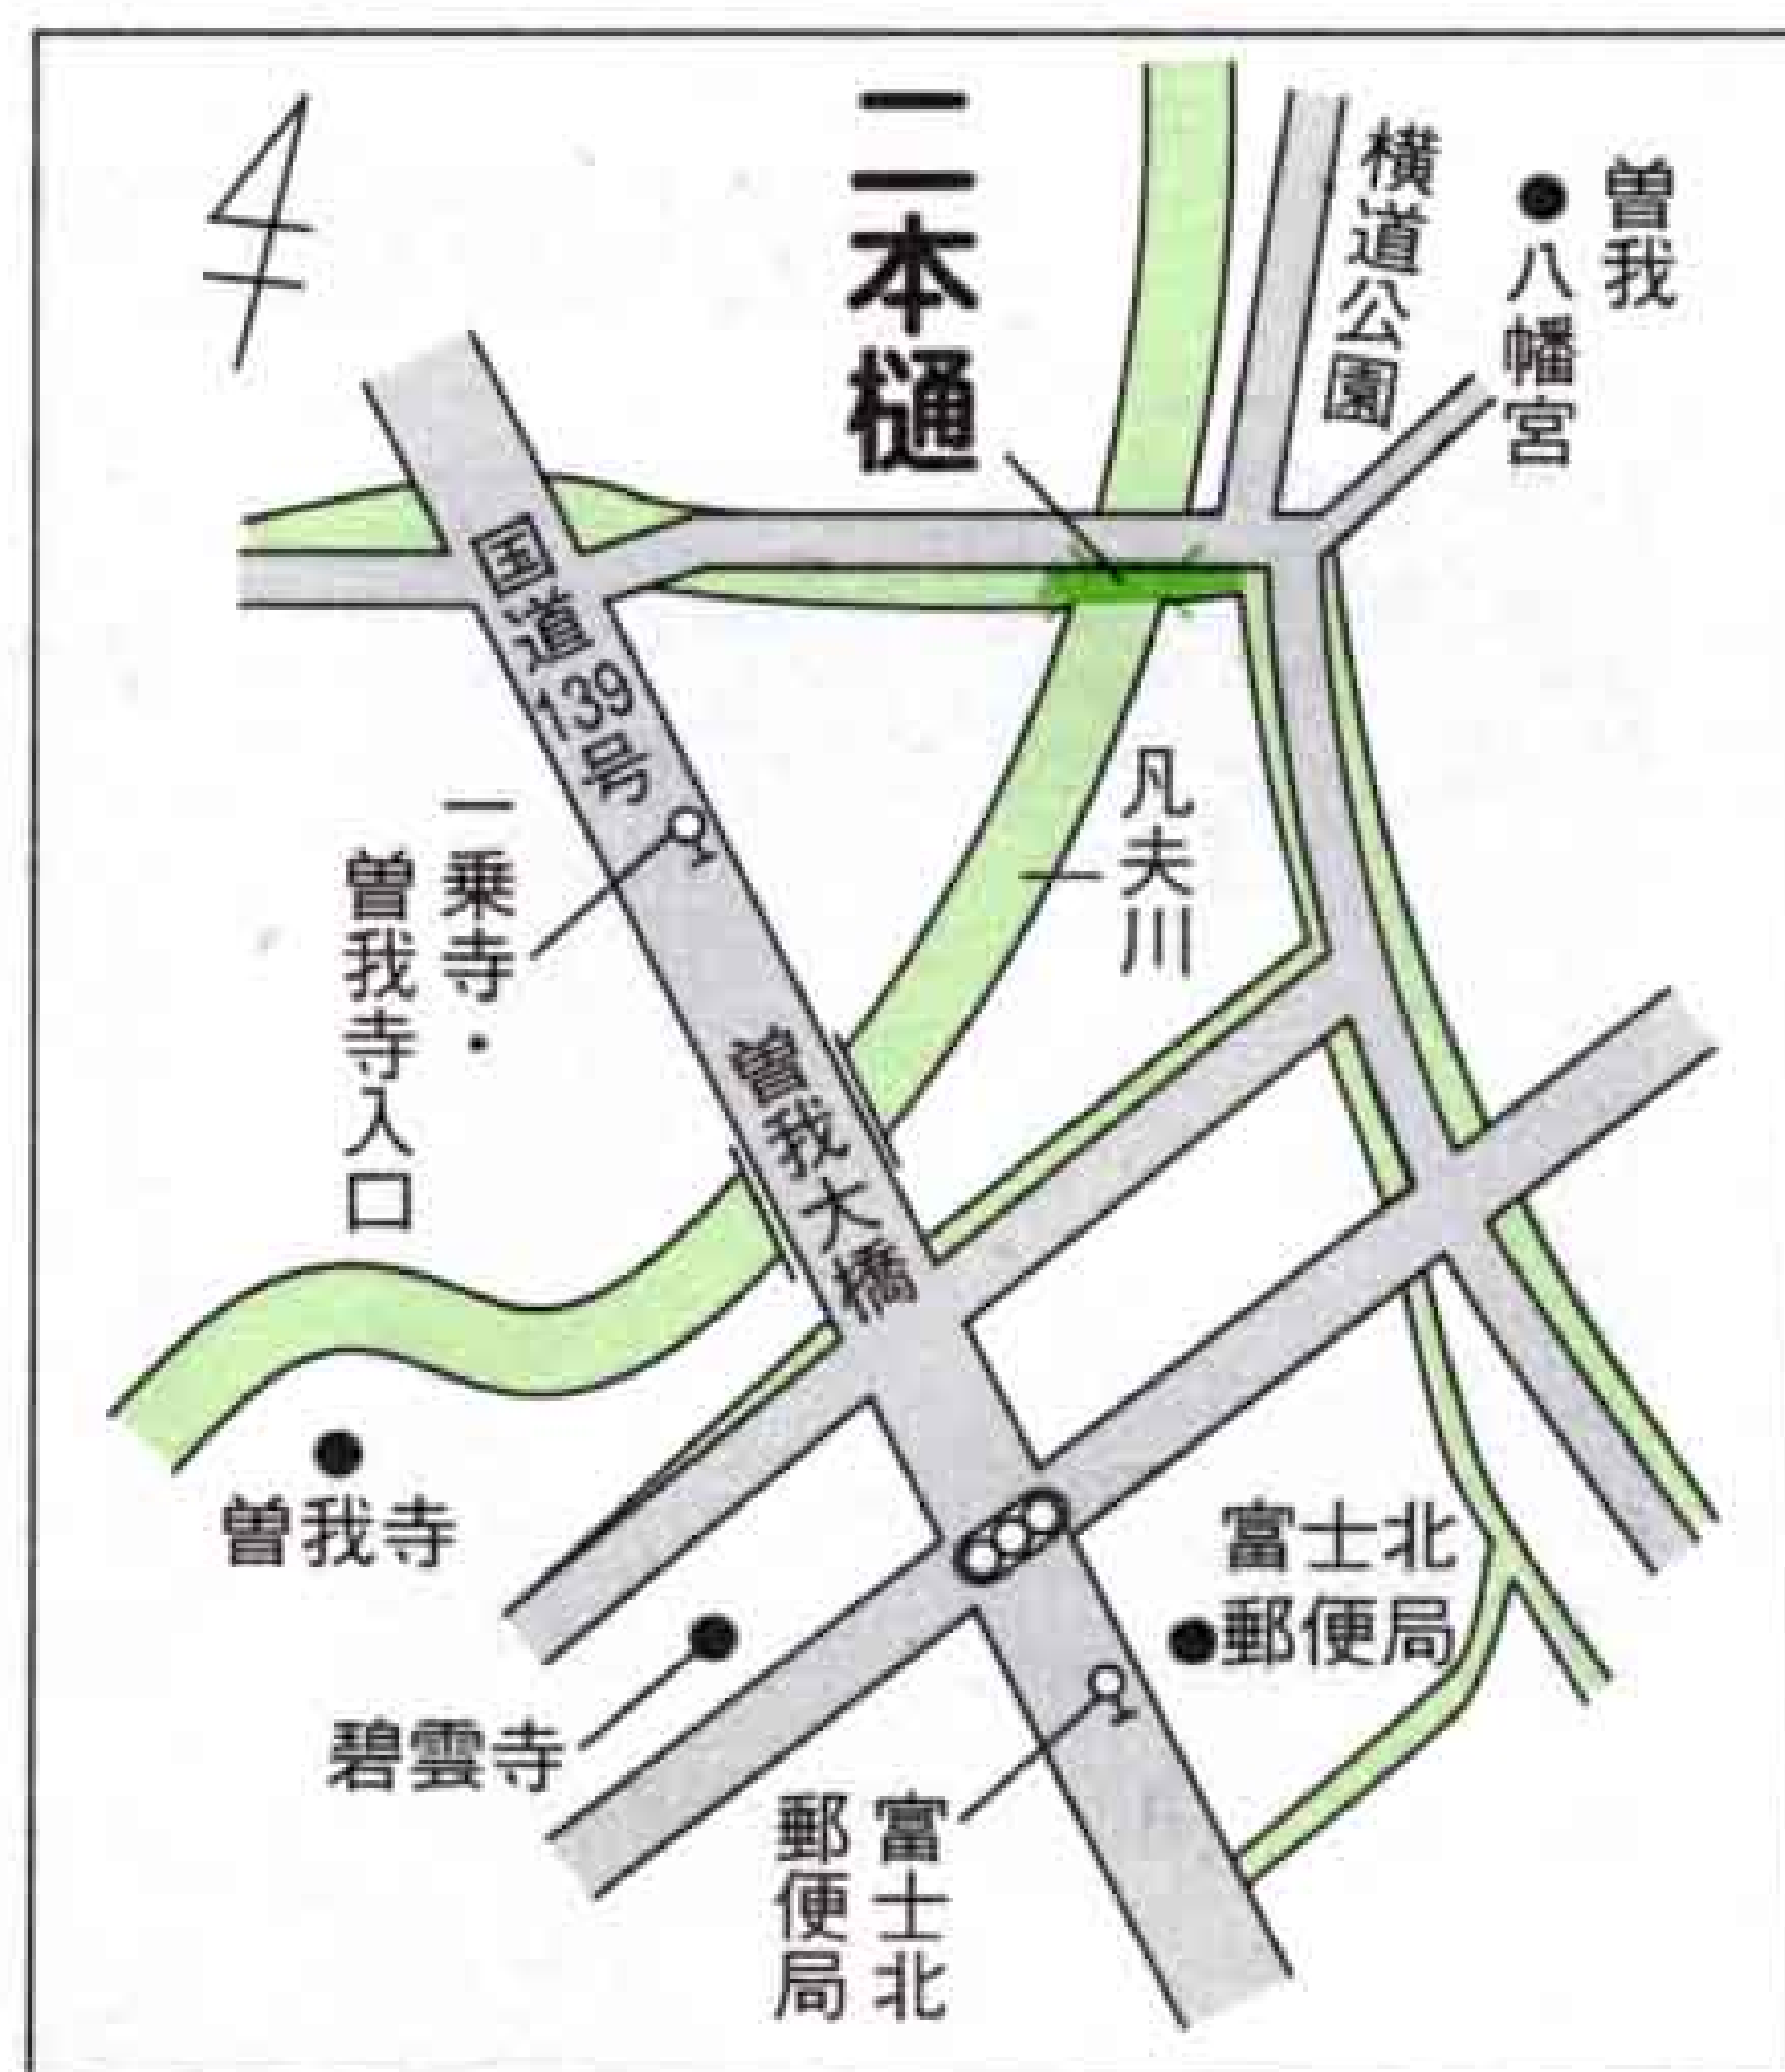 二本樋
横道公園
曽我
八幡宮
国道139号
凡夫川
一乗寺・
曽我寺入口
曽我大橋
曽我寺
富士北
郵便局
碧雲寺
富士北
郵便局